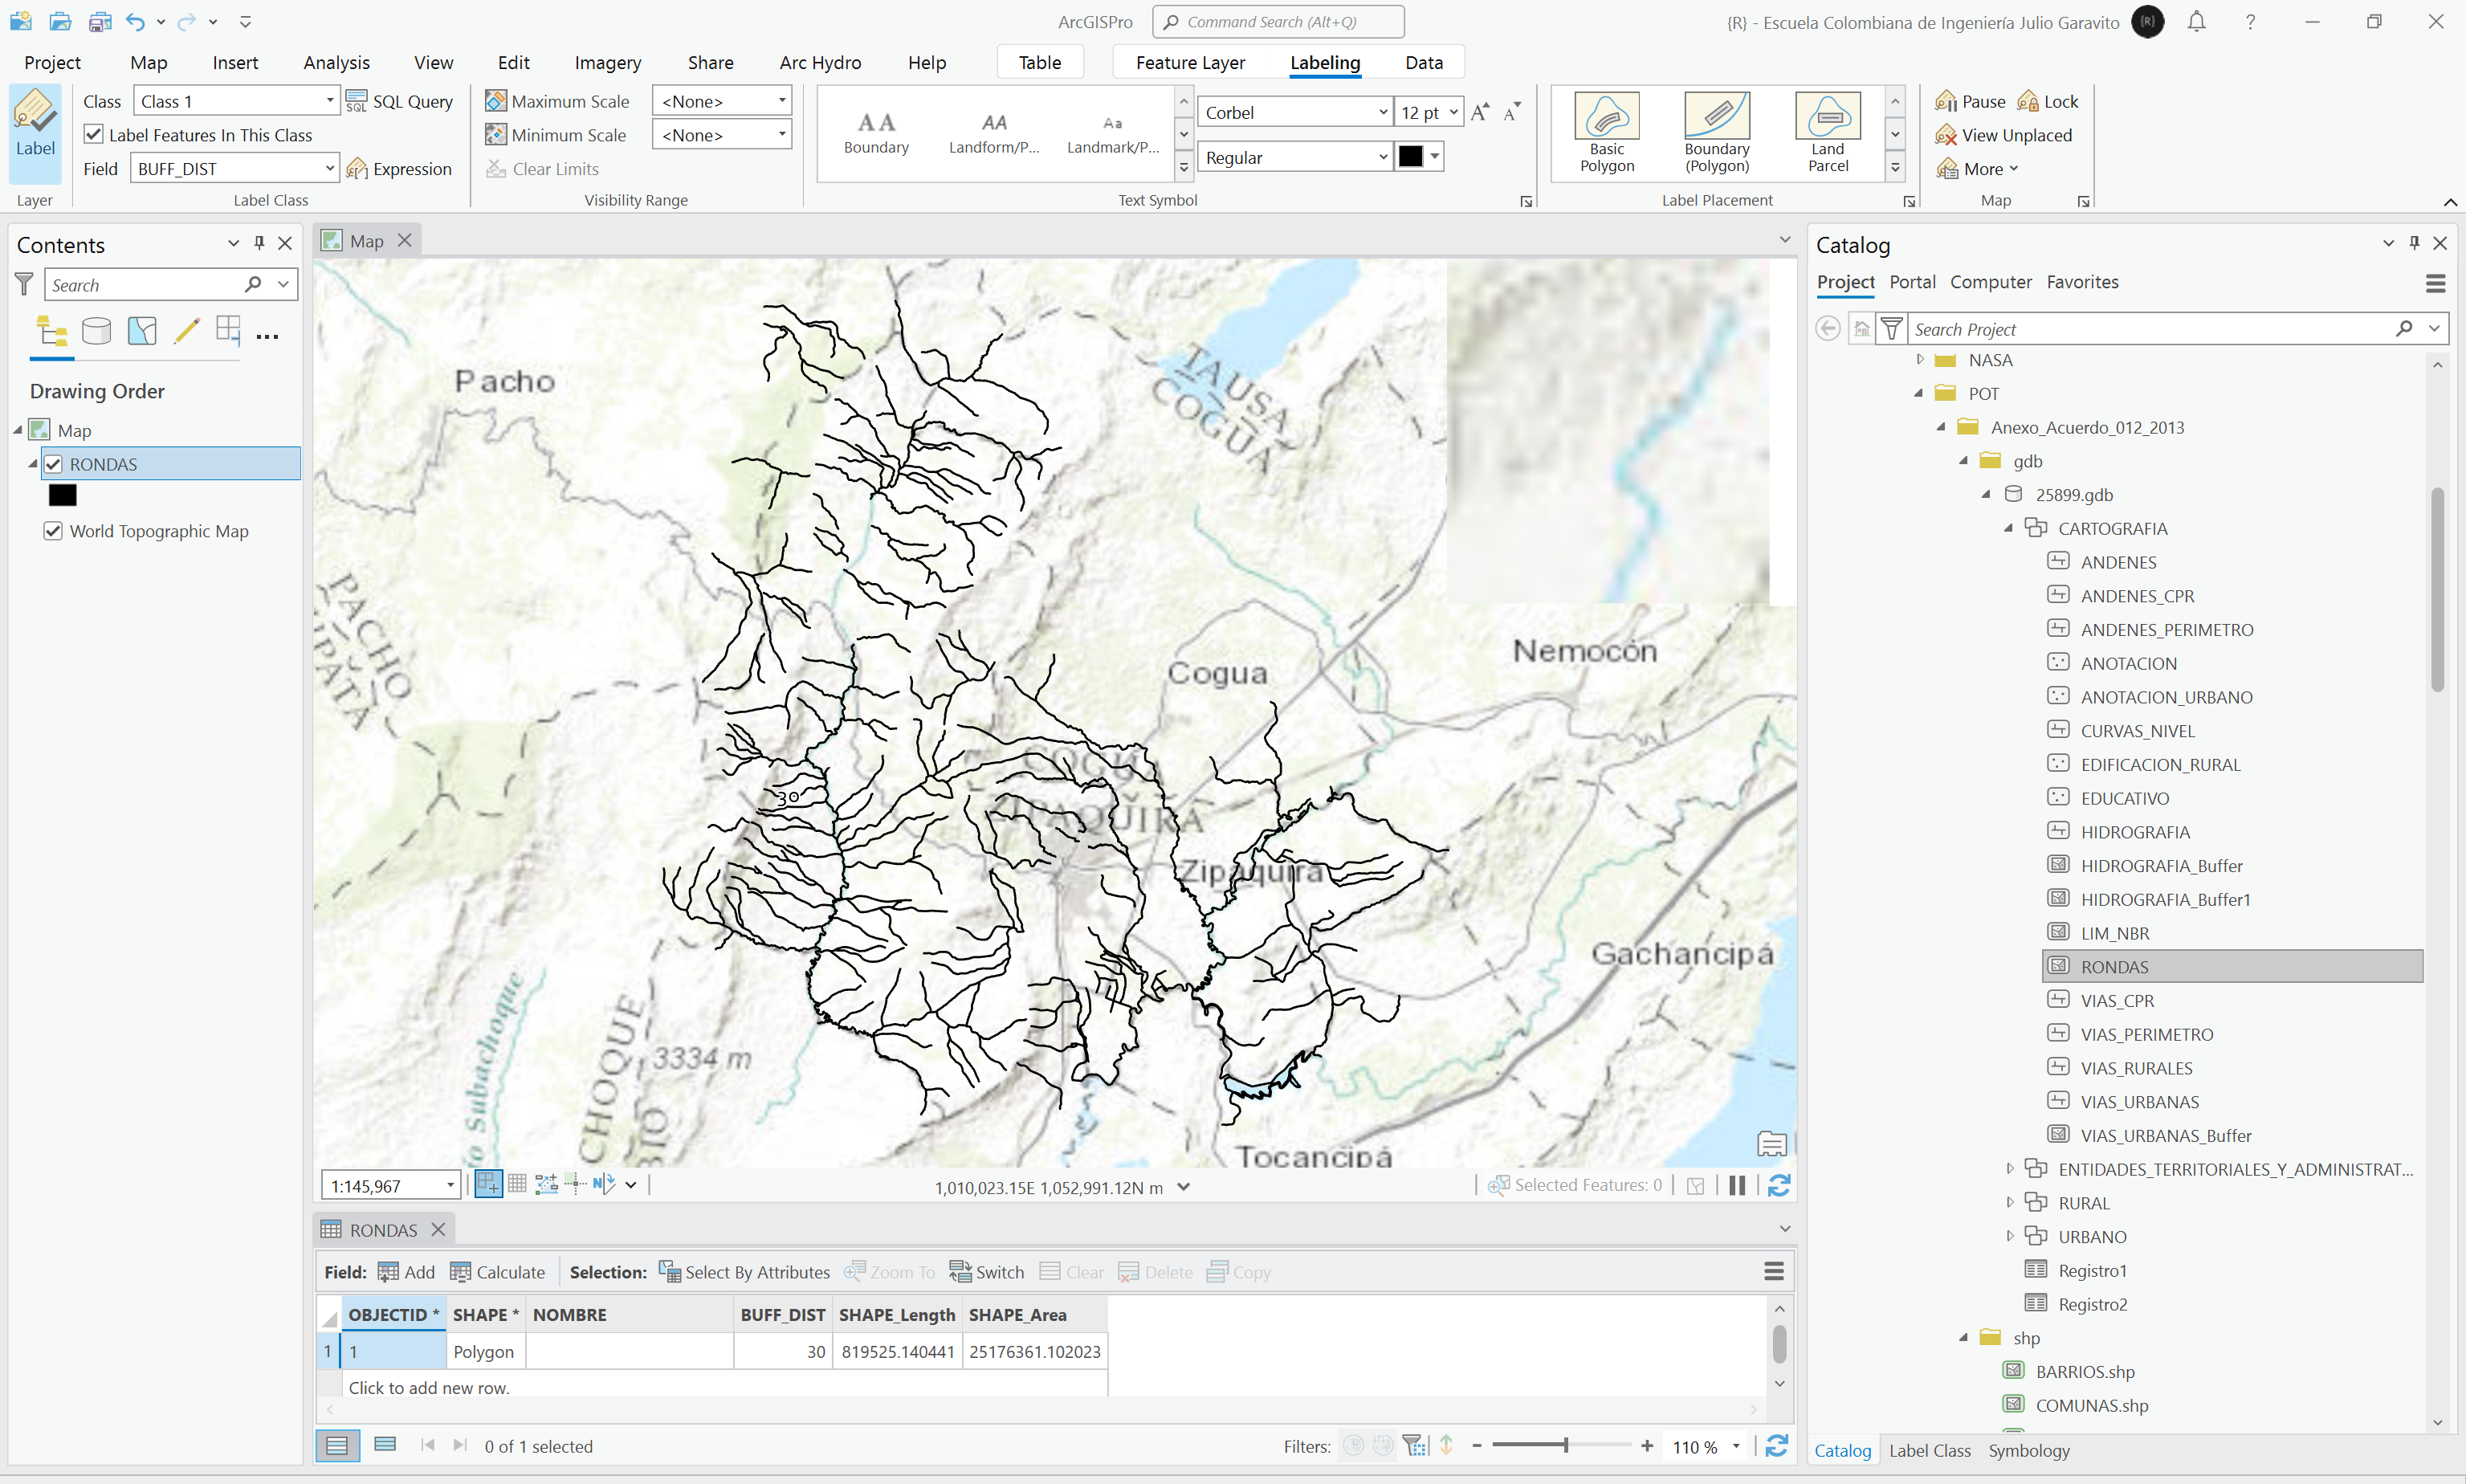 ArcGISPro
Command Search (Alt+Q)
{R} - Escuela Colombiana de Ingeniería Julio Garavito
{R}
Project Map Insert Analysis View Edit Imagery Share Arc Hydro Help Table Feature Layer Labeling Data
Class Class 1 SQL Query
Label Features In This Class
Field BUFF_DIST Expression
Label
Layer
Label Class
Maximum Scale <None>
Minimum Scale <None>
Clear Limits
Visibility Range
AA AA Aa
Boundary Landform/P... Landmark/P...
Corbel 12 pt
Regular
Text Symbol
Basic Polygon
Boundary (Polygon)
Land Parcel
Label Placement
Pause Lock
View Unplaced
More
Map
Contents
Search
Drawing Order
Map
RONDAS
World Topographic Map
Map
Pacho
TAUSA
COGUA
PACHO
Cogua
Nemocón
COGUA
ZIPAQUIRÁ
30
Zipaquirá
Gachancipá
Subachoque
3334 m
CHOQUE
Tocancipá
1:145,967
1,010,023.15E 1,052,991.12N m
Selected Features: 0
RONDAS
Field: Add Calculate Selection: Select By Attributes Zoom To Switch Clear Delete Copy
OBJECTID * SHAPE * NOMBRE BUFF_DIST SHAPE_Length SHAPE_Area
1 1 Polygon 30 819525.140441 25176361.102023
Click to add new row.
0 of 1 selected
Filters:
110 %
Catalog
Project Portal Computer Favorites
Search Project
NASA
POT
Anexo_Acuerdo_012_2013
gdb
25899.gdb
CARTOGRAFIA
ANDENES
ANDENES_CPR
ANDENES_PERIMETRO
ANOTACION
ANOTACION_URBANO
CURVAS_NIVEL
EDIFICACION_RURAL
EDUCATIVO
HIDROGRAFIA
HIDROGRAFIA_Buffer
HIDROGRAFIA_Buffer1
LIM_NBR
RONDAS
VIAS_CPR
VIAS_PERIMETRO
VIAS_RURALES
VIAS_URBANAS
VIAS_URBANAS_Buffer
ENTIDADES_TERRITORIALES_Y_ADMINISTRAT...
RURAL
URBANO
Registro1
Registro2
shp
BARRIOS.shp
COMUNAS.shp
Catalog Label Class Symbology